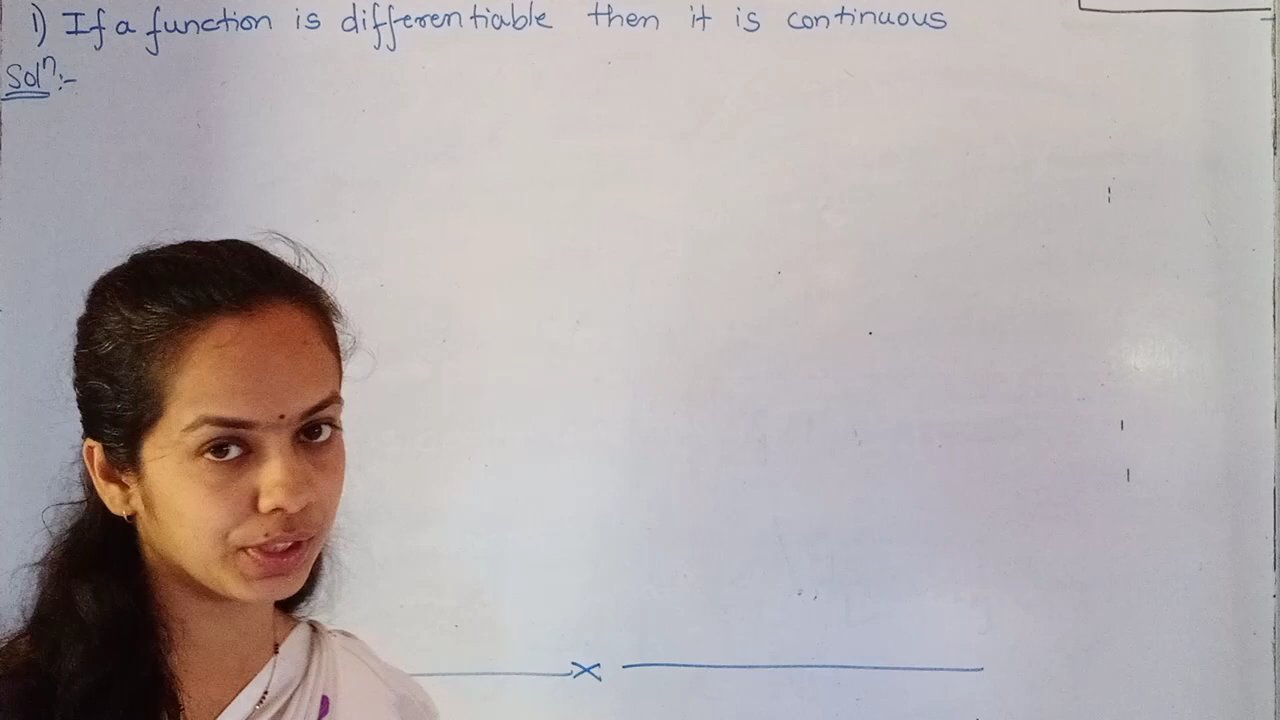 1) If a function is differentiable then it is continuous
Solⁿ:-